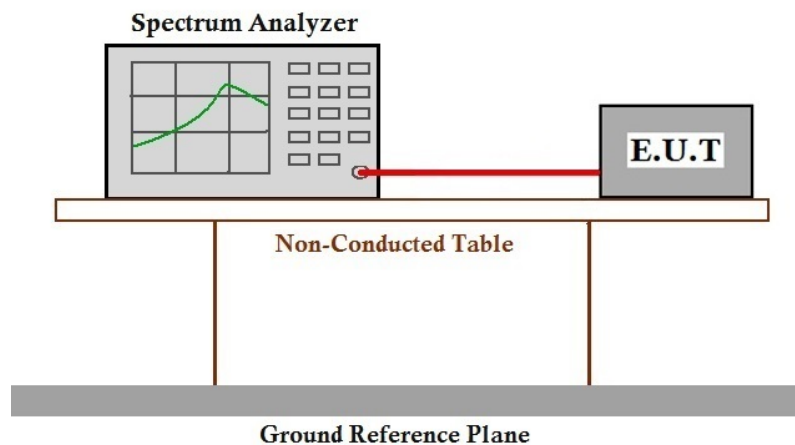 Spectrum Analyzer
E.U.T
Non-Conducted Table
Ground Reference Plane